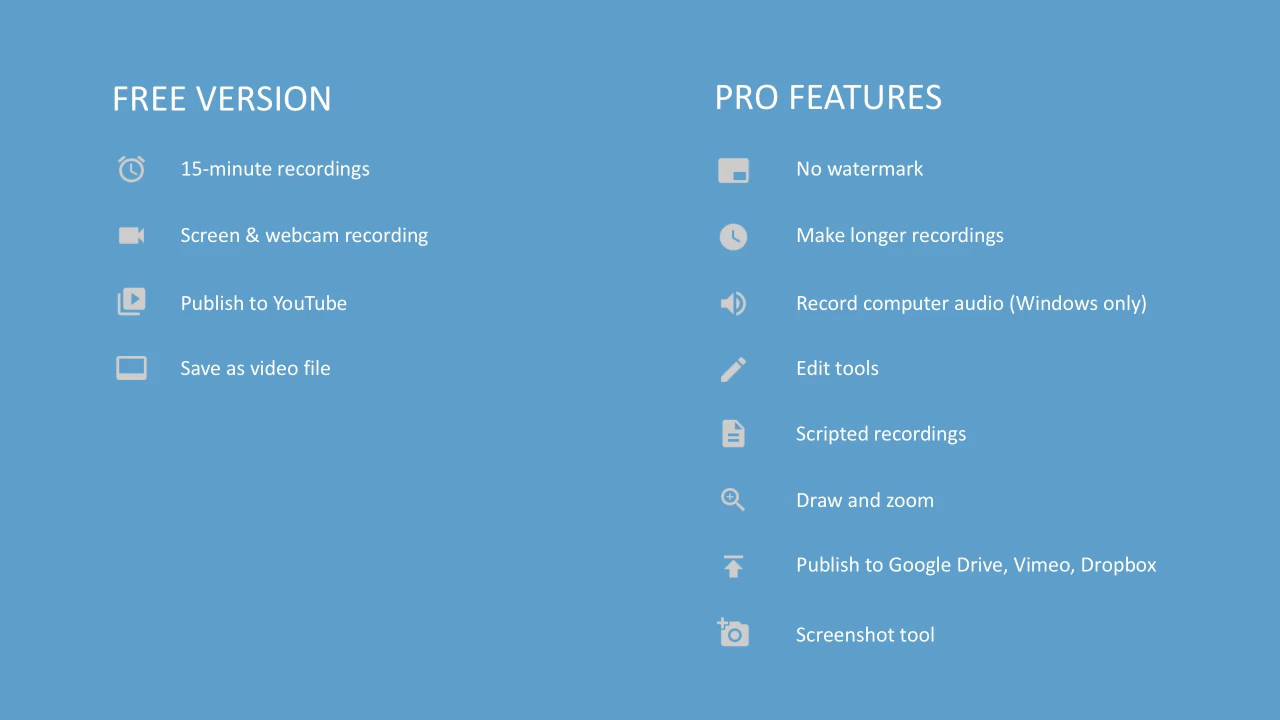 FREE VERSION
15-minute recordings
Screen & webcam recording
Publish to YouTube
Save as video file
PRO FEATURES
No watermark
Make longer recordings
Record computer audio (Windows only)
Edit tools
Scripted recordings
Draw and zoom
Publish to Google Drive, Vimeo, Dropbox
Screenshot tool